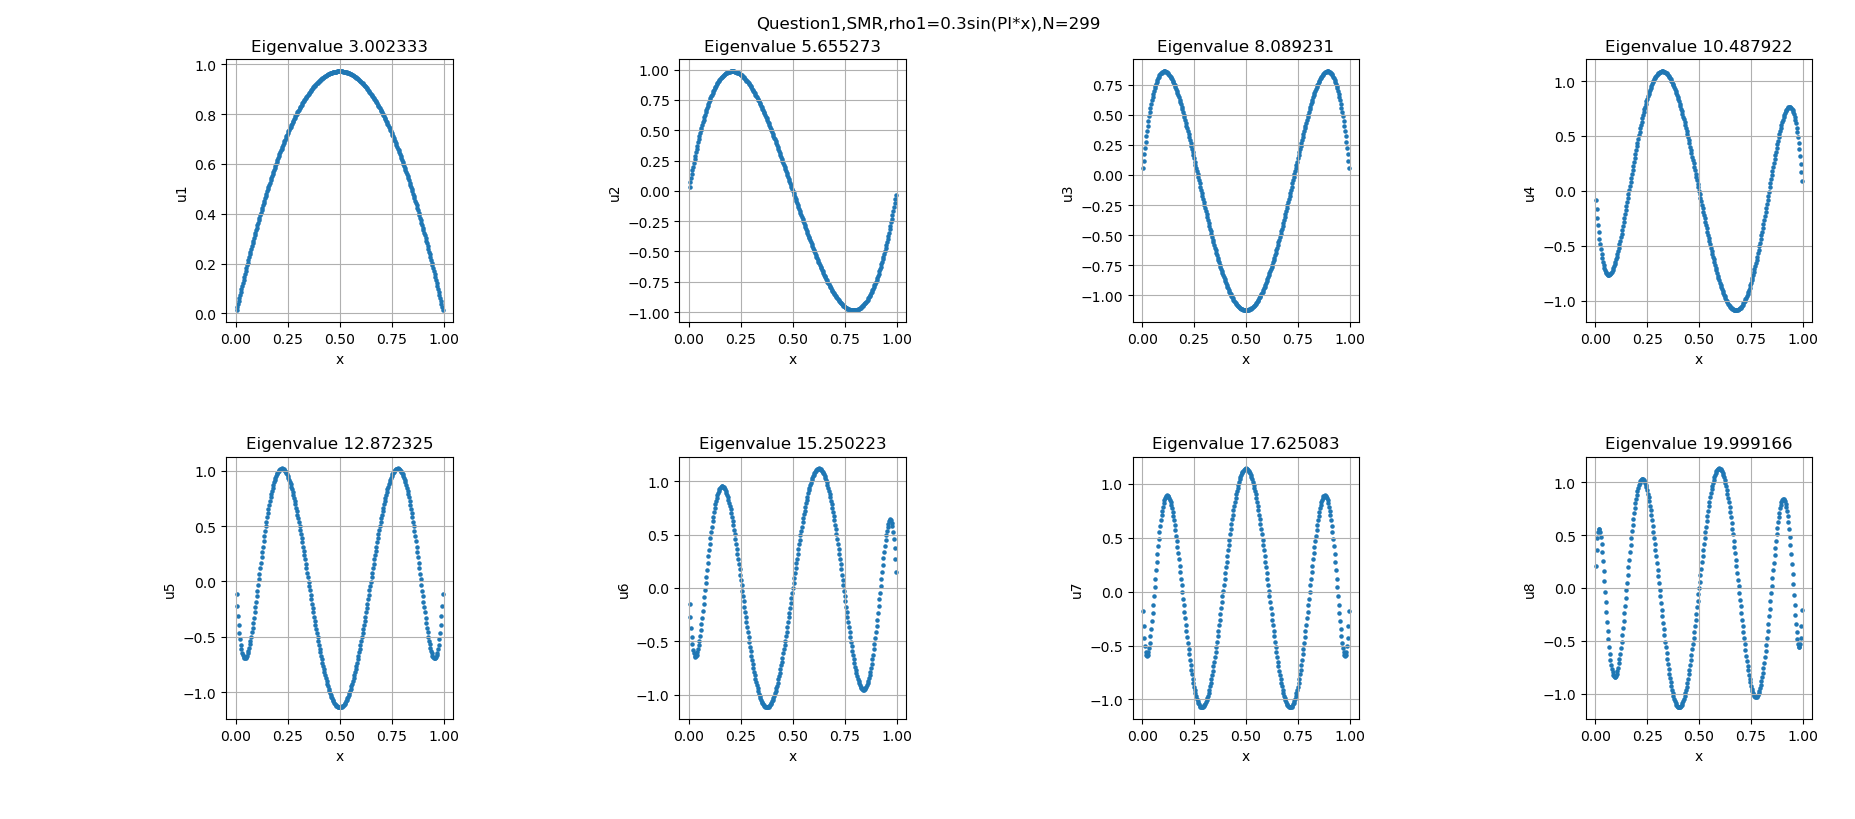 Question1,SMR,rho1=0.3sin(PI*x),N=299
Eigenvalue 3.002333
1.0
0.8
0.6
0.4
0.2
0.0
u1
0.00 0.25 0.50 0.75 1.00
x
Eigenvalue 5.655273
1.00
0.75
0.50
0.25
0.00
−0.25
−0.50
−0.75
−1.00
u2
0.00 0.25 0.50 0.75 1.00
x
Eigenvalue 8.089231
0.75
0.50
0.25
0.00
−0.25
−0.50
−0.75
−1.00
u3
0.00 0.25 0.50 0.75 1.00
x
Eigenvalue 10.487922
1.0
0.5
0.0
−0.5
−1.0
u4
0.00 0.25 0.50 0.75 1.00
x
Eigenvalue 12.872325
1.0
0.5
0.0
−0.5
−1.0
u5
0.00 0.25 0.50 0.75 1.00
x
Eigenvalue 15.250223
1.0
0.5
0.0
−0.5
−1.0
u6
0.00 0.25 0.50 0.75 1.00
x
Eigenvalue 17.625083
1.0
0.5
0.0
−0.5
−1.0
u7
0.00 0.25 0.50 0.75 1.00
x
Eigenvalue 19.999166
1.0
0.5
0.0
−0.5
−1.0
u8
0.00 0.25 0.50 0.75 1.00
x